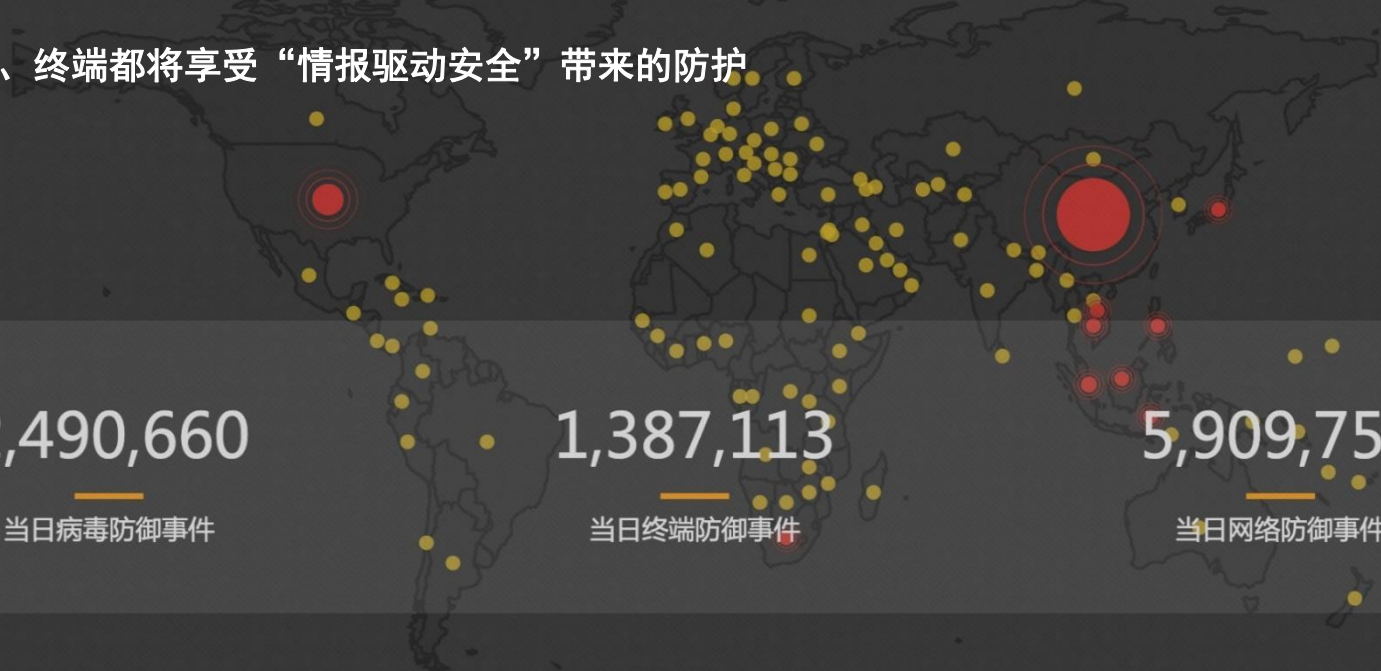 、终端都将享受“情报驱动安全”带来的防护
,490,660
1,387,113
5,909,75
当日病毒防御事件
当日终端防御事件
当日网络防御事件